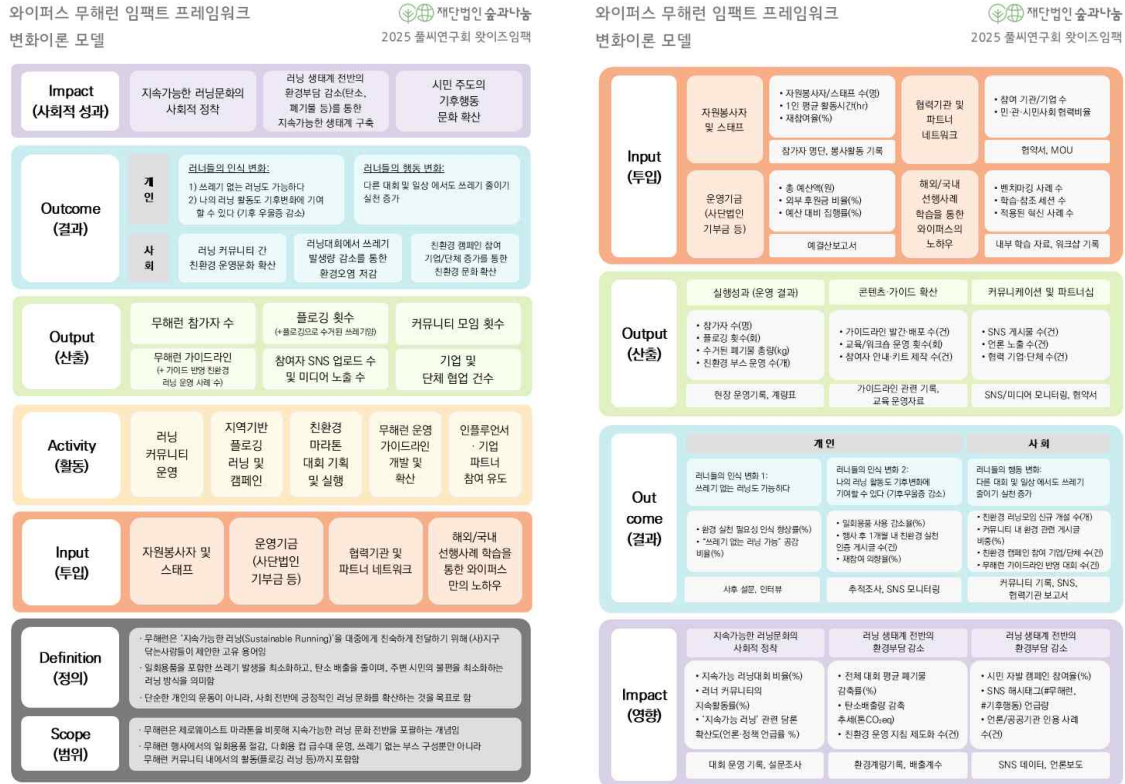 와이퍼스 무해런 임팩트 프레임워크
변화이론 모델
재단법인 숲과나눔
2025 풀씨연구회 왓이즈임팩
Impact
(사회적 성과)
지속가능한 러닝문화의
사회적 정착
러닝 생태계 전반의
환경부담 감소(탄소,
폐기물 등)를 통한
지속가능한 생태계 구축
시민 주도의
기후행동
문화 확산
Outcome
(결과)
개
인
러너들의 인식 변화:
1) 쓰레기 없는 러닝도 가능하다
2) 나의 러닝 활동도 기후변화에 기여
할 수 있다 (기후 우울증 감소)
러너들의 행동 변화:
다른 대회 및 일상 에서도 쓰레기 줄이기
실천 증가
사
회
러닝 커뮤니티 간
친환경 운영문화 확산
러닝대회에서 쓰레기
발생량 감소를 통한
환경오염 저감
친환경 캠페인 참여
기업/단체 증가를 통한
친환경 문화 확산
Output
(산출)
무해런 참가자 수
플로깅 횟수
(+플로깅으로 수거된 쓰레기양)
커뮤니티 모임 횟수
무해런 가이드라인
(+ 가이드 반영 친환경
러닝 운영 사례 수)
참여자 SNS 업로드 수
및 미디어 노출 수
기업 및
단체 협업 건수
Activity
(활동)
러닝
커뮤니티
운영
지역기반
플로깅
러닝 및
캠페인
친환경
마라톤
대회 기획
및 실행
무해런 운영
가이드라인
개발 및
확산
인플루언서
· 기업
파트너
참여 유도
Input
(투입)
자원봉사자 및
스태프
운영기금
(사단법인
기부금 등)
협력기관 및
파트너 네트워크
해외/국내
선행사례 학습을
통한 와이퍼스
만의 노하우
Definition
(정의)
· 무해런은 '지속가능한 러닝(Sustainable Running)'을 대중에게 친숙하게 전달하기 위해 (사)지구
닦는사람들이 제안한 고유 용어임
· 일회용품을 포함한 쓰레기 발생을 최소화하고, 탄소 배출을 줄이며, 주변 시민의 불편을 최소화하는
러닝 방식을 의미함
· 단순한 개인의 운동이 아니라, 사회 전반에 긍정적인 러닝 문화를 확산하는 것을 목표로 함
Scope
(범위)
· 무해런은 제로웨이스트 마라톤을 비롯해 지속가능한 러닝 문화 전반을 포괄하는 개념임
· 무해런 행사에서의 일회용품 절감, 다회용 컵 급수대 운영, 쓰레기 없는 부스 구성뿐만 아니라
무해런 커뮤니티 내에서의 활동(플로깅 러닝 등)까지 포함함
와이퍼스 무해런 임팩트 프레임워크
변화이론 모델
재단법인 숲과나눔
2025 풀씨연구회 왓이즈임팩
Input
(투입)
자원봉사자
및 스태프
• 자원봉사자/스태프 수(명)
• 1인 평균 활동시간(hr)
• 재참여율(%)
참가자 명단, 봉사활동 기록
협력기관 및
파트너
네트워크
• 참여 기관/기업 수
• 민·관·시민사회 협력비율
협약서, MOU
운영기금
(사단법인
기부금 등)
• 총 예산액(원)
• 외부 후원금 비율(%)
• 예산 대비 집행률(%)
예결산보고서
해외/국내
선행사례
학습을 통한
와이퍼스의
노하우
• 벤치마킹 사례 수
• 학습·참조 세션 수
• 적용된 혁신 사례 수
내부 학습 자료, 워크샵 기록
Output
(산출)
실행성과 (운영 결과)
콘텐츠·가이드 확산
커뮤니케이션 및 파트너십
• 참가자 수(명)
• 플로깅 횟수(회)
• 수거된 폐기물 총량(kg)
• 친환경 부스 운영 수(개)
• 가이드라인 발간·배포 수(건)
• 교육/워크숍 운영 횟수(회)
• 참여자 안내·키트 제작 수(건)
• SNS 게시물 수(건)
• 언론 노출 수(건)
• 협력 기업·단체 수(건)
현장 운영기록, 계량표
가이드라인 관련 기록,
교육 운영자료
SNS/미디어 모니터링, 협약서
Out
come
(결과)
개인
사회
러너들의 인식 변화 1:
쓰레기 없는 러닝도 가능하다
러너들의 인식 변화 2:
나의 러닝 활동도 기후변화에
기여할 수 있다 (기후우울증 감소)
러너들의 행동 변화:
다른 대회 및 일상 에서도 쓰레기
줄이기 실천 증가
• 환경 실천 필요성 인식 향상률(%)
• "쓰레기 없는 러닝 가능" 공감
비율(%)
• 일회용품 사용 감소율(%)
• 행사 후 1개월 내 친환경 실천
인증 게시글 수(건)
• 재참여 의향율(%)
• 친환경 러닝모임 신규 개설 수(개)
• 커뮤니티 내 환경 관련 게시글
비중(%)
• 친환경 캠페인 참여 기업/단체 수(건)
• 무해런 가이드라인 반영 대회 수(건)
사후 설문, 인터뷰
추적조사, SNS 모니터링
커뮤니티 기록, SNS,
협력기관 보고서
Impact
(영향)
지속가능한 러닝문화의
사회적 정착
러닝 생태계 전반의
환경부담 감소
러닝 생태계 전반의
환경부담 감소
• 지속가능 러닝대회 비율(%)
• 러너 커뮤니티의
지속활동률(%)
• '지속가능 러닝' 관련 담론
확산도(언론·정책 언급률 %)
• 전체 대회 평균 폐기물
감축률(%)
• 탄소배출량 감축
추세(톤CO₂eq)
• 친환경 운영 지침 제도화 수(건)
• 시민 자발 캠페인 참여율(%)
• SNS 해시태그(#무해런,
#기후행동) 언급량
• 언론/공공기관 인용 사례
수(건)
대회 운영 기록, 설문조사
환경계량기록, 배출계수
SNS 데이터, 언론보도